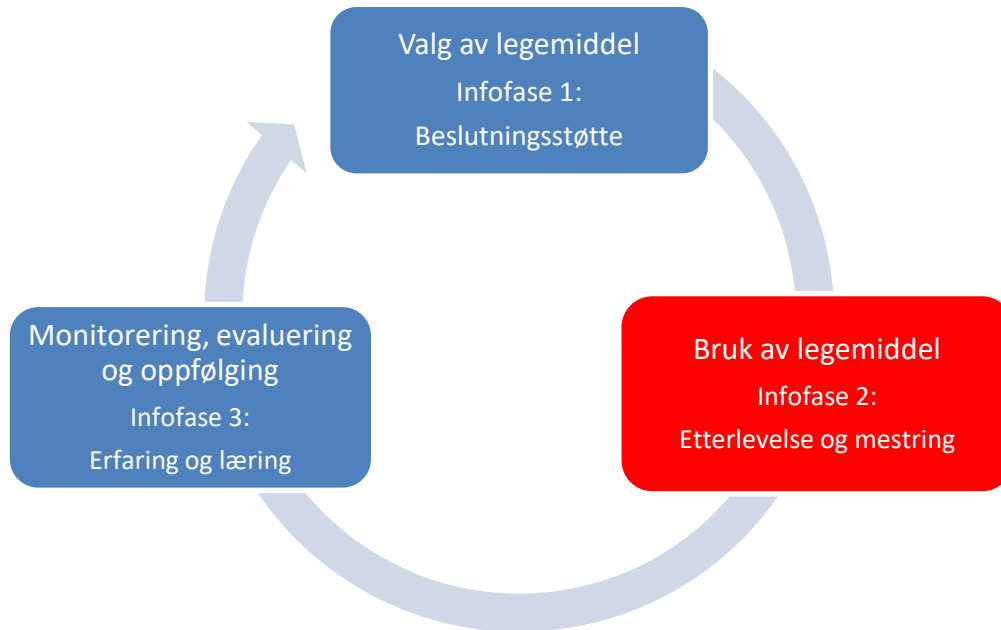 Valg av legemiddel
Infofase 1:
Beslutningsstøtte
Bruk av legemiddel
Infofase 2:
Etterlevelse og mestring
Monitorering, evaluering
og oppfølging
Infofase 3:
Erfaring og læring